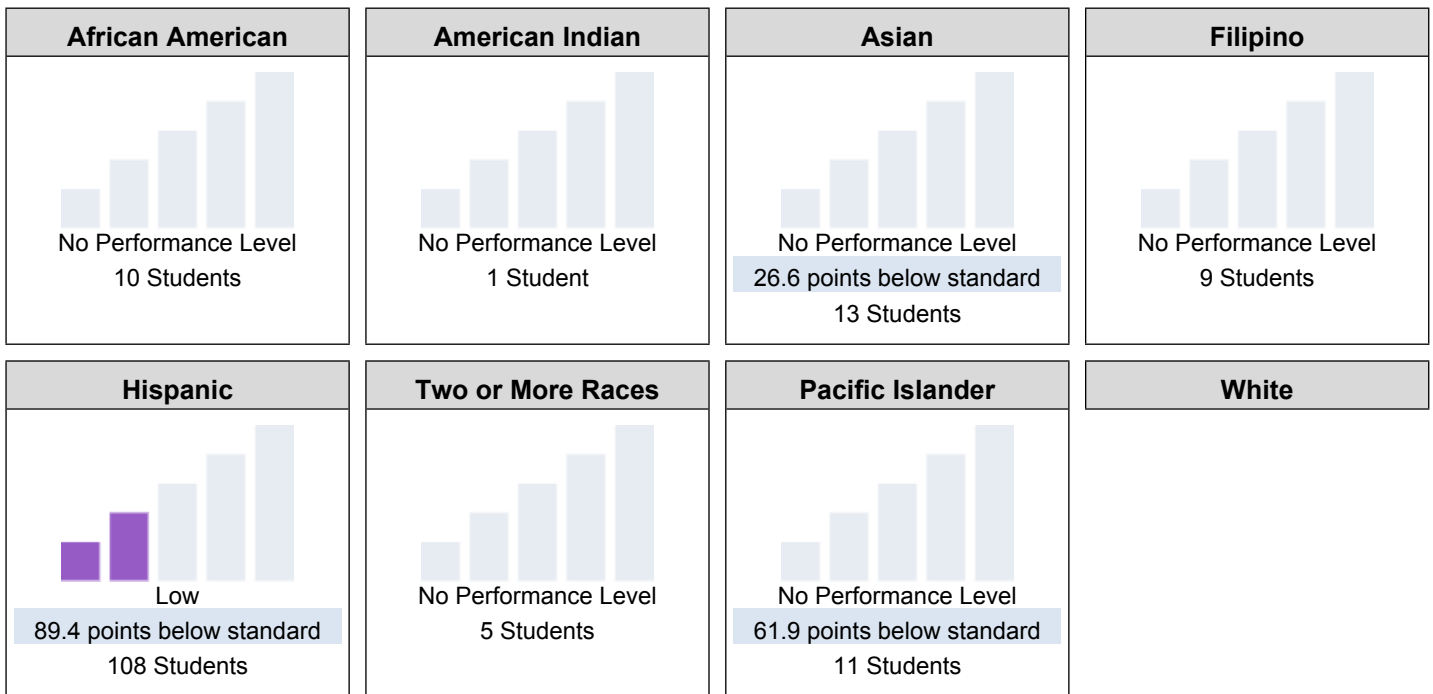 African American
No Performance Level
10 Students
American Indian
No Performance Level
1 Student
Asian
No Performance Level
26.6 points below standard
13 Students
Filipino
No Performance Level
9 Students
Hispanic
Low
89.4 points below standard
108 Students
Two or More Races
No Performance Level
5 Students
Pacific Islander
No Performance Level
61.9 points below standard
11 Students
White